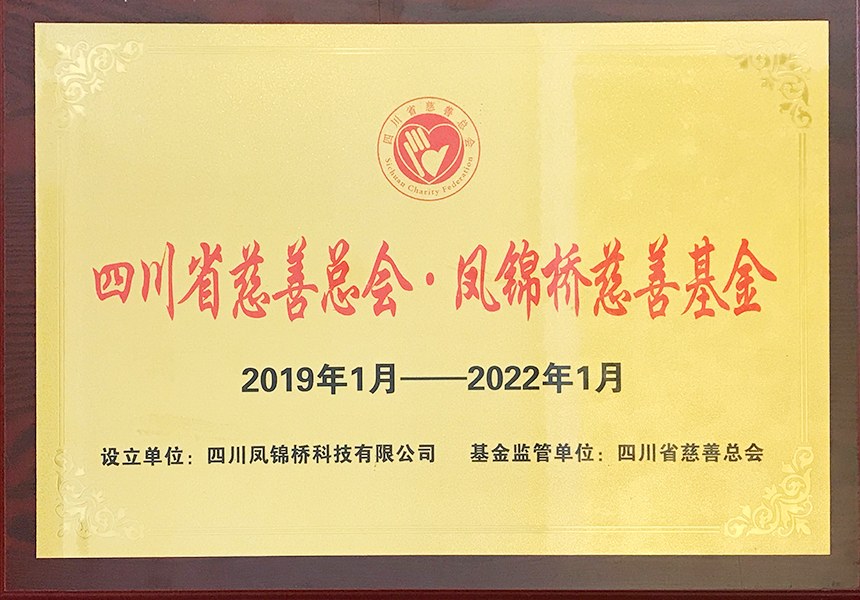 四川省慈善总会
Sichuan Charity Federation
四川省慈善总会·凤锦桥慈善基金
2019年1月——2022年1月
设立单位：四川凤锦桥科技有限公司 基金监管单位：四川省慈善总会